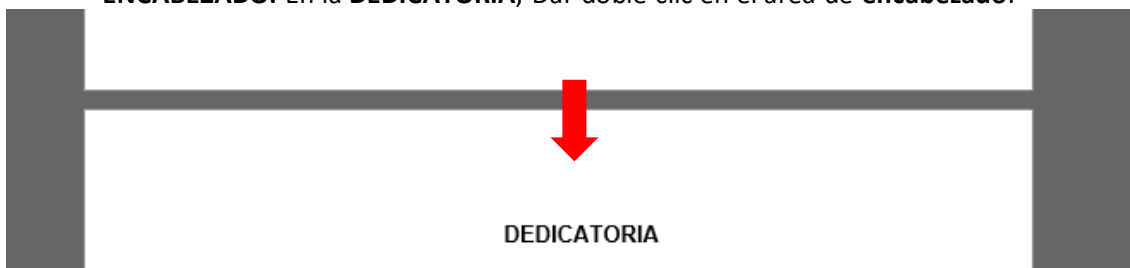 ENCABEZADO: En la DEDICATORIA, Dar doble clic en el área de encabezado.
DEDICATORIA